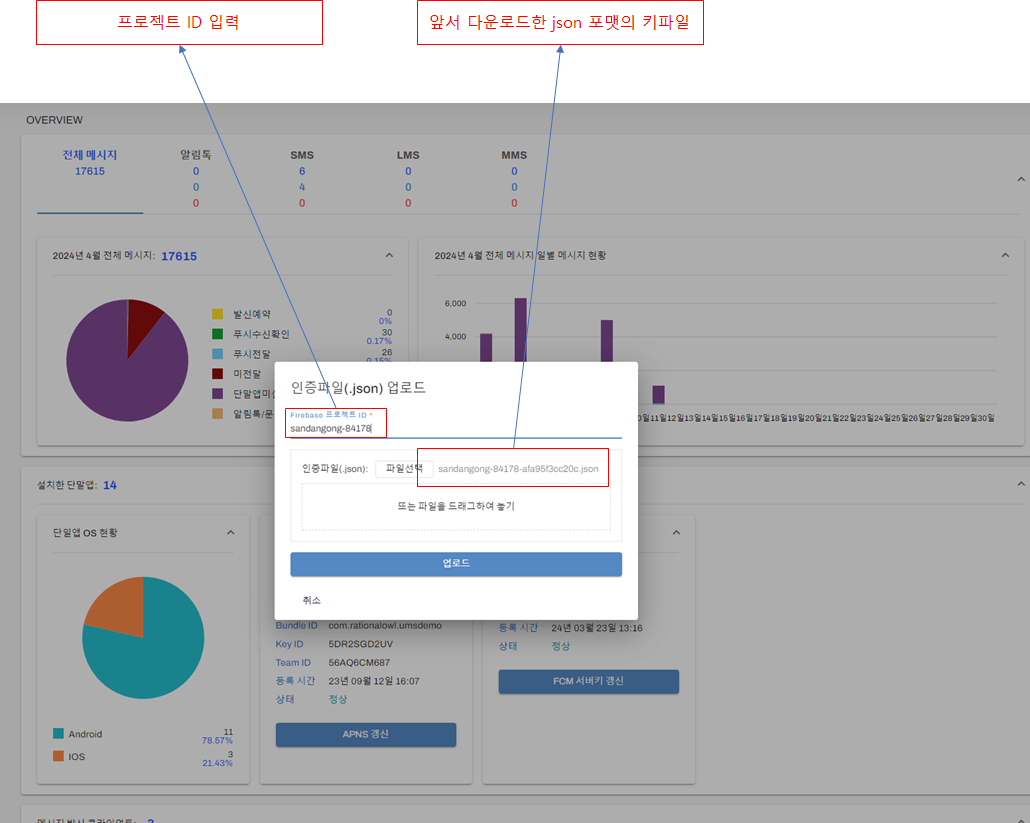 프로젝트 ID 입력
앞서 다운로드한 json 포맷의 키파일
OVERVIEW
전체 메시지
17615
알림톡
0
0
0
SMS
6
4
0
LMS
0
0
0
MMS
0
0
0
2024년 4월 전체 메시지: 17615
발신예약
0
0%
푸시수신확인
30
0.17%
푸시전달
26
0.15%
미전달
단말앱미설
알림톡/문
2024년 4월 전체 메시지 일별 메시지 현황
6,000
4,000
0일11일12일13일14일15일16일17일18일19일20일21일22일23일24일25일26일27일28일29일30일
인증파일(.json) 업로드
Firebase 프로젝트 ID *
sandangong-84178
인증파일(.json): 파일선택 sandangong-84178-afa95f3cc20c.json
또는 파일을 드래그하여 놓기
업로드
취소
설치한 단말앱: 14
단일앱 OS 현황
Android
11
78.57%
IOS
3
21.43%
Bundle ID com.rationalowl.umsdemo
Key ID 5DR2SGD2UV
Team ID 56AQ6CM687
등록 시간 23년 09월 12일 16:07
상태 정상
APNS 갱신
등록 시간 24년 03월 23일 13:16
상태 정상
FCM 서버키 갱신
메시지 발신 클라이언트: 2